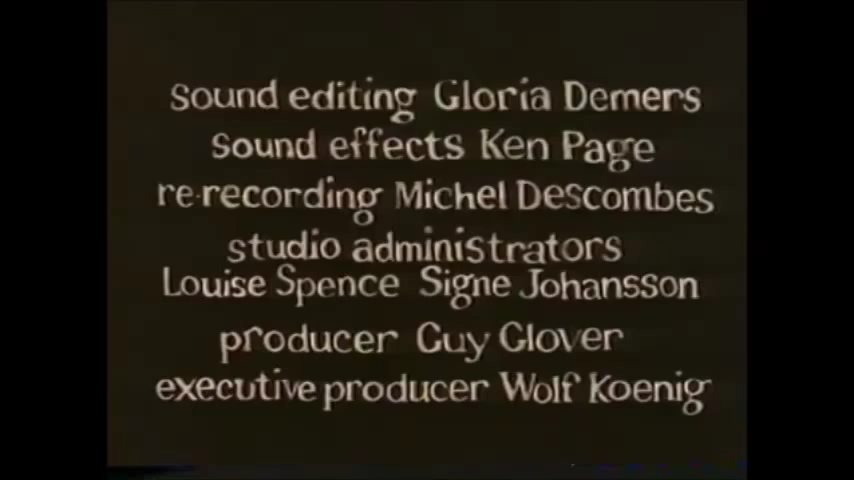 sound editing Gloria Demers
sound effects Ken Page
re-recording Michel Descombes
studio administrators
Louise Spence Signe Johansson
producer Guy Glover
executive producer Wolf Koenig